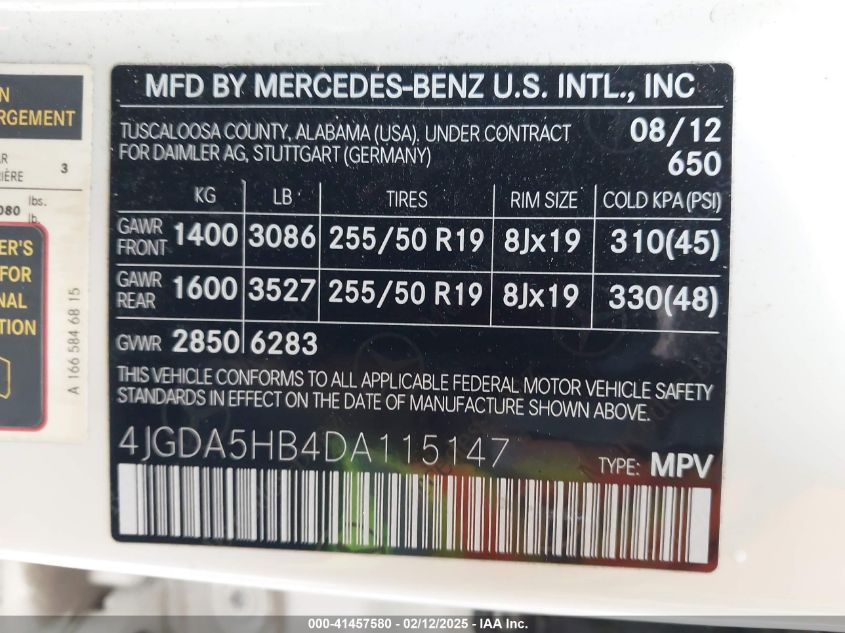 N
RGEMENT
AR
RIÈRE 3
080 lbs.
lb.
ER'S
FOR
NAL
TION
A 166 584 68 15
MFD BY MERCEDES-BENZ U.S. INTL., INC
TUSCALOOSA COUNTY, ALABAMA (USA). UNDER CONTRACT 08/12
FOR DAIMLER AG, STUTTGART (GERMANY) 650
KG LB TIRES RIM SIZE COLD KPA (PSI)
GAWR FRONT 1400 3086 255/50 R19 8Jx19 310(45)
GAWR REAR 1600 3527 255/50 R19 8Jx19 330(48)
GVWR 2850 6283
THIS VEHICLE CONFORMS TO ALL APPLICABLE FEDERAL MOTOR VEHICLE SAFETY
STANDARDS IN EFFECT ON THE DATE OF MANUFACTURE SHOWN ABOVE.
4JGDA5HB4DA115147 TYPE: MPV
000-41457580 - 02/12/2025 - IAA Inc.